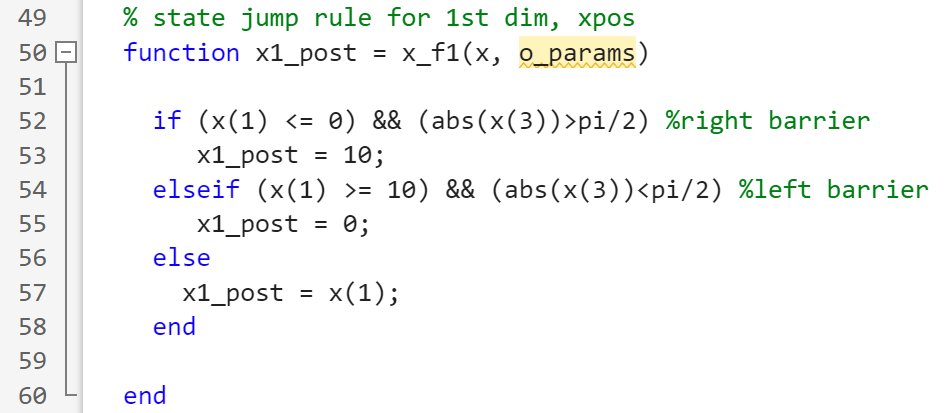 49 % state jump rule for 1st dim, xpos
50 function x1_post = x_f1(x, o_params)
51
52 if (x(1) <= 0) && (abs(x(3))>pi/2) %right barrier
53 x1_post = 10;
54 elseif (x(1) >= 10) && (abs(x(3))<pi/2) %left barrier
55 x1_post = 0;
56 else
57 x1_post = x(1);
58 end
59
60 end